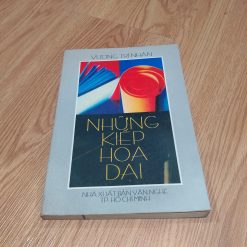 VƯƠNG TRÍ NHÀN
NHỮNG
KIẾP
HOA
DẠI
NHÀ XUẤT BẢN VĂN NGHỆ
TP. HỒ CHÍ MINH